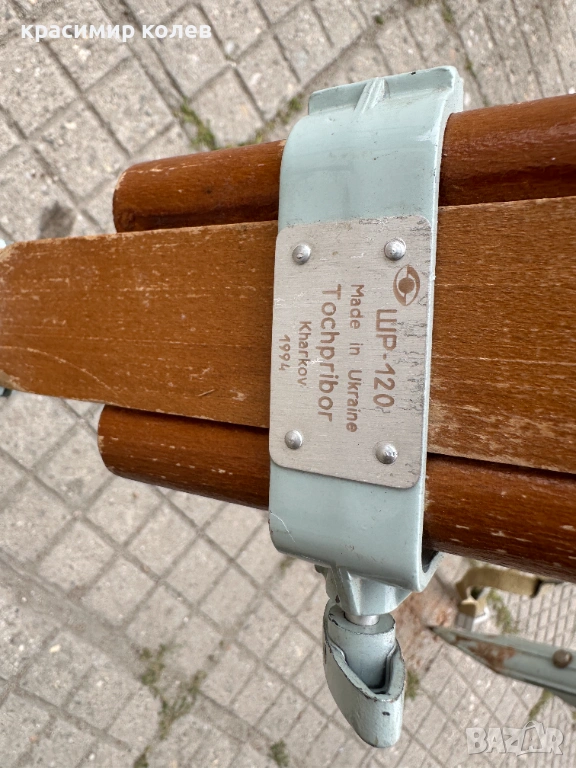 красимир колев
ШР-120
Made in Ukraine
Tochpribor
Kharkov
1994
BAZAR